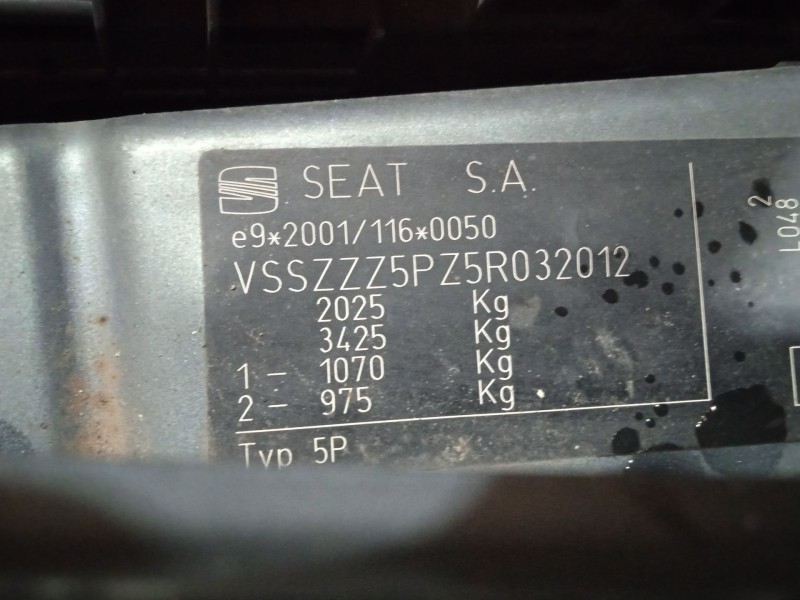 SEAT S.A.
e9*2001/116*0050
VSSZZZ5PZ5R032012
2025 Kg
3425 Kg
1 - 1070 Kg
2 - 975 Kg
Typ 5P
2
L048